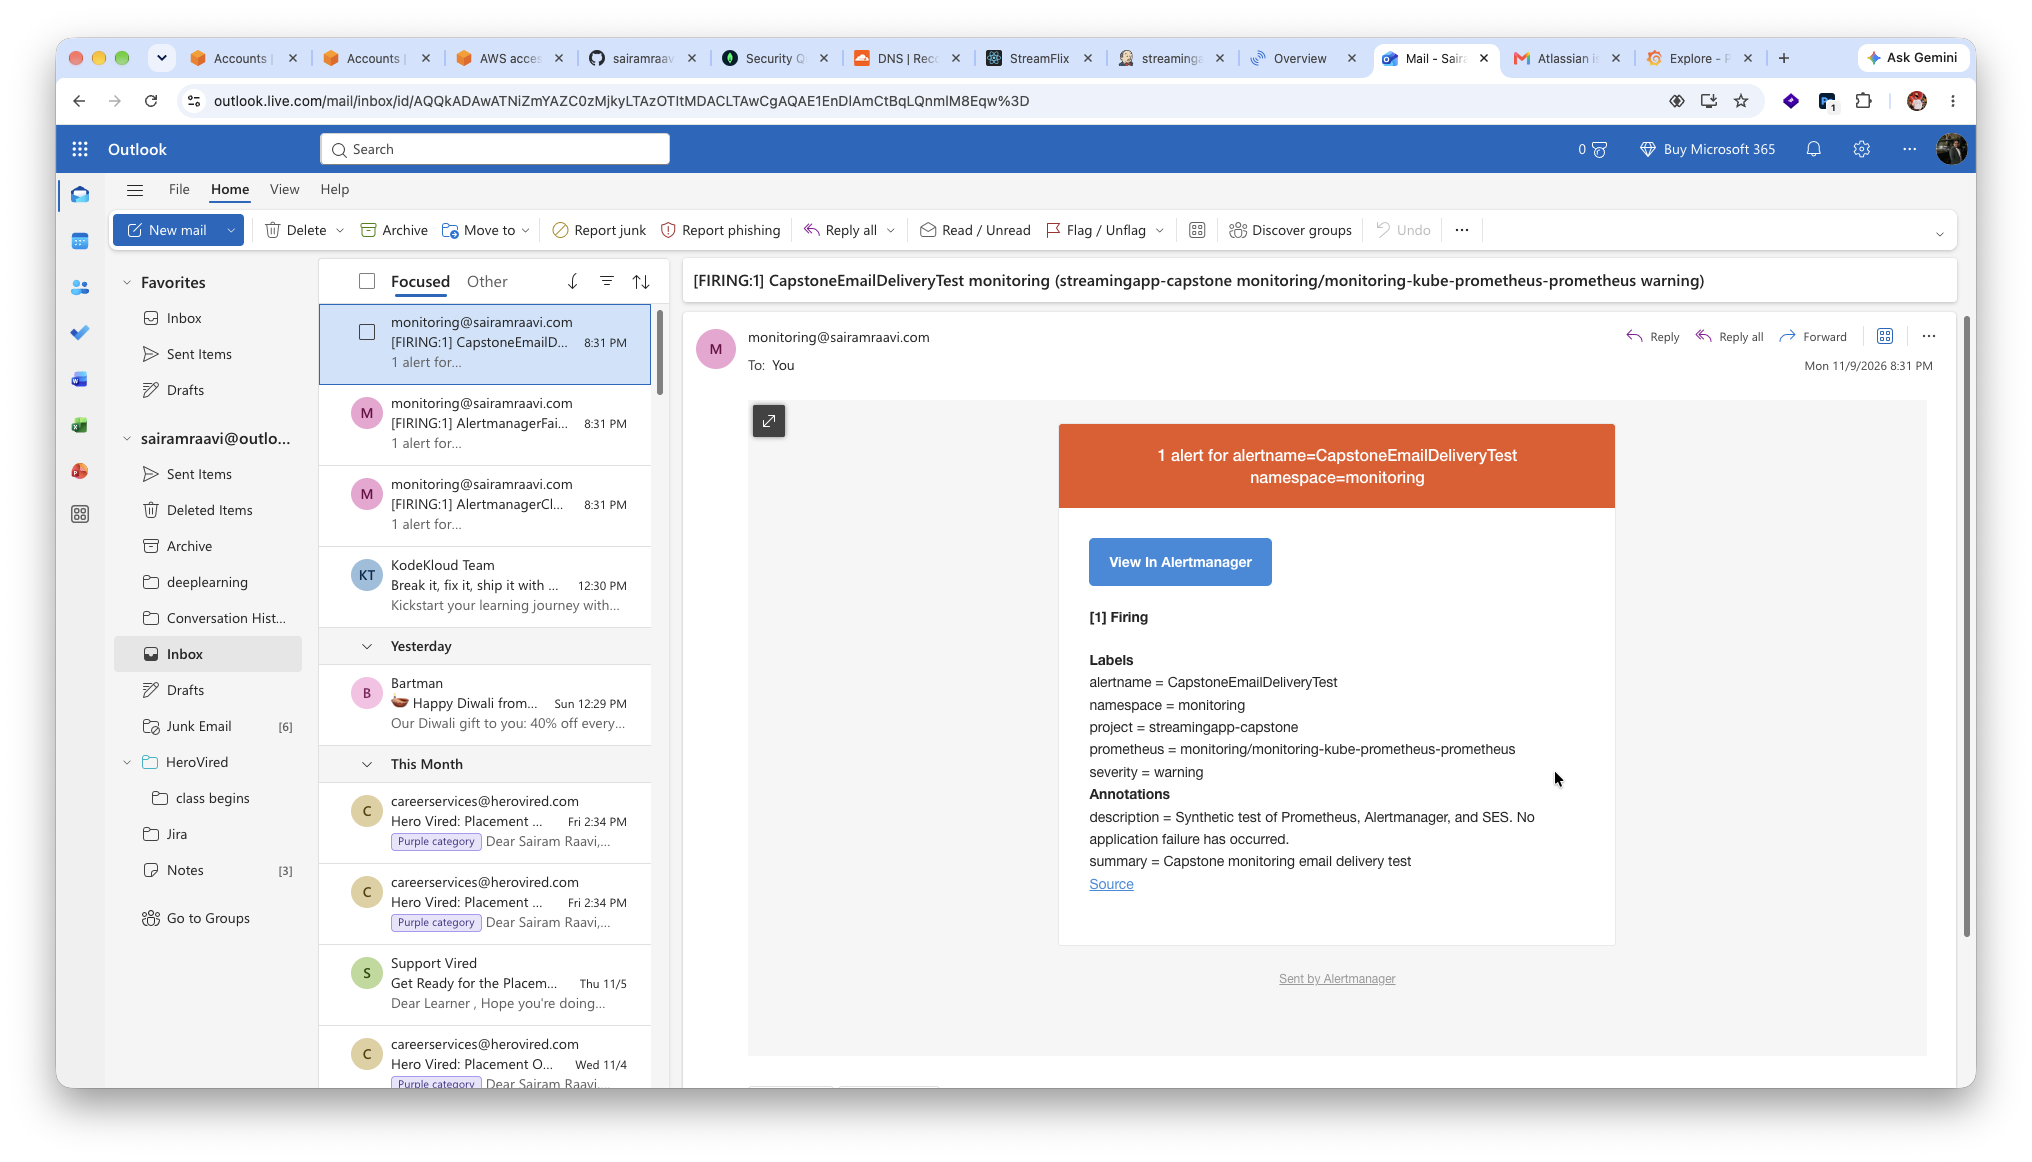 Accounts |
Accounts |
AWS acces
sairamraav
Security Q
DNS | Rec
StreamFlix
streaminga
Overview
Mail - Saira
Atlassian is
Explore - P
Ask Gemini
outlook.live.com/mail/inbox/id/AQQkADAwATNiZmYAZC0zMjkyLTAzOTItMDACLTAwCgAQAE1EnDlAmCtBqLQnmlM8Eqw%3D
1
Outlook
Search
0
Buy Microsoft 365
File
Home
View
Help
New mail
Delete
Archive
Move to
Report junk
Report phishing
Reply all
Read / Unread
Flag / Unflag
Discover groups
Undo
Favorites
Inbox
Sent Items
Drafts
sairamraavi@outlo...
Sent Items
Deleted Items
Archive
deeplearning
Conversation Hist...
Inbox
Drafts
Junk Email [6]
HeroVired
class begins
Jira
Notes [3]
Go to Groups
Focused
Other
monitoring@sairamraavi.com
[FIRING:1] CapstoneEmailD... 8:31 PM
1 alert for...
M
monitoring@sairamraavi.com
[FIRING:1] AlertmanagerFai... 8:31 PM
1 alert for...
M
monitoring@sairamraavi.com
[FIRING:1] AlertmanagerCl... 8:31 PM
1 alert for...
KT
KodeKloud Team
Break it, fix it, ship it with ... 12:30 PM
Kickstart your learning journey with...
Yesterday
B
Bartman
Happy Diwali from... Sun 12:29 PM
Our Diwali gift to you: 40% off every...
This Month
C
careerservices@herovired.com
Hero Vired: Placement ... Fri 2:34 PM
Purple category Dear Sairam Raavi,...
C
careerservices@herovired.com
Hero Vired: Placement ... Fri 2:34 PM
Purple category Dear Sairam Raavi,...
S
Support Vired
Get Ready for the Placem... Thu 11/5
Dear Learner , Hope you're doing...
C
careerservices@herovired.com
Hero Vired: Placement O... Wed 11/4
Purple category Dear Sairam Raavi,...
[FIRING:1] CapstoneEmailDeliveryTest monitoring (streamingapp-capstone monitoring/monitoring-kube-prometheus-prometheus warning)
M
monitoring@sairamraavi.com
To: You
Reply
Reply all
Forward
Mon 11/9/2026 8:31 PM
1 alert for alertname=CapstoneEmailDeliveryTest
namespace=monitoring
View In Alertmanager
[1] Firing
Labels
alertname = CapstoneEmailDeliveryTest
namespace = monitoring
project = streamingapp-capstone
prometheus = monitoring/monitoring-kube-prometheus-prometheus
severity = warning
Annotations
description = Synthetic test of Prometheus, Alertmanager, and SES. No
application failure has occurred.
summary = Capstone monitoring email delivery test
Source
Sent by Alertmanager